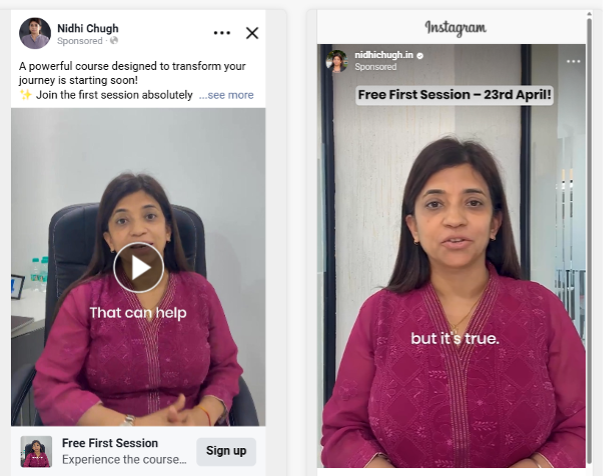 Nidhi Chugh
Sponsored ·
A powerful course designed to transform your
journey is starting soon!
✨ Join the first session absolutely ...see more
That can help
Free First Session
Experience the course...
Sign up
Instagram
nidhichugh.in
Sponsored
Free First Session – 23rd April!
but it's true.